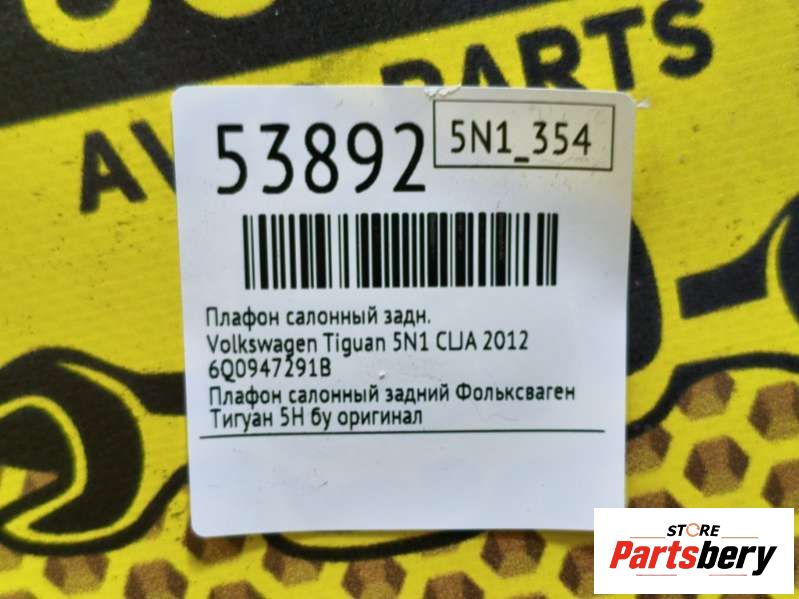 PARTS
53892
5N1_354
Плафон салонный задн.
Volkswagen Tiguan 5N1 CLJA 2012
6Q0947291B
Плафон салонный задний Фольксваген
Тигуан 5Н бу оригинал
STORE
Partsbery